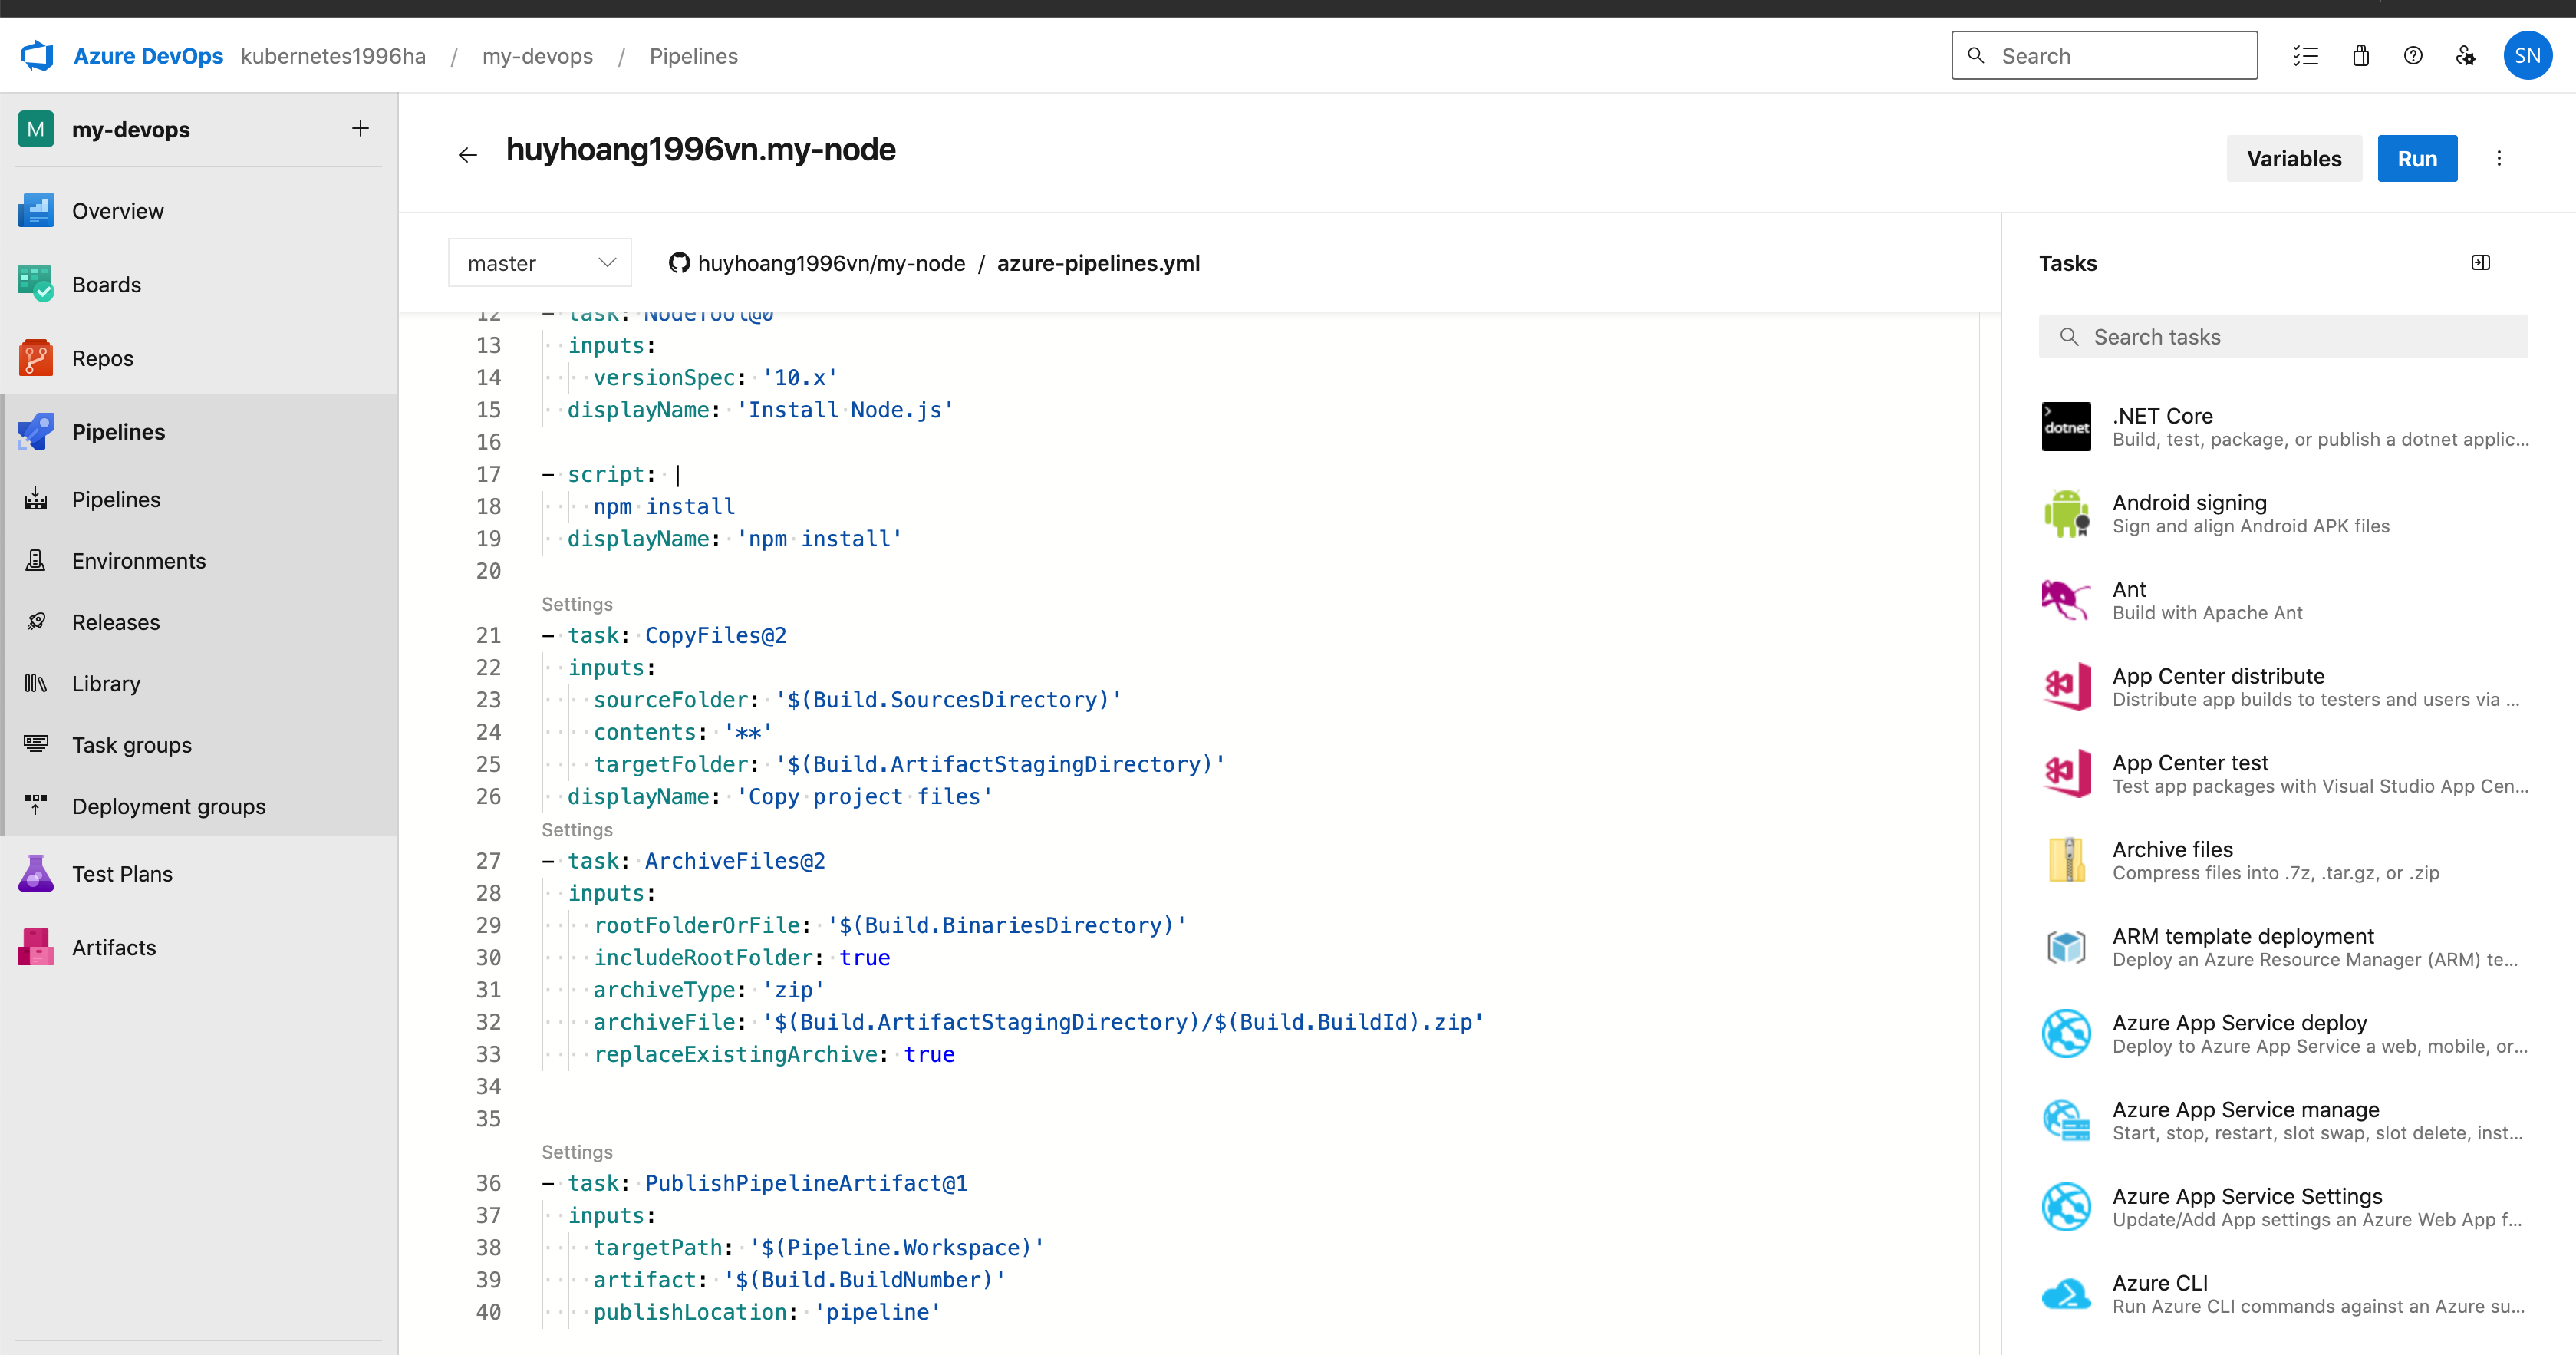 Azure DevOps kubernetes1996ha / my-devops / Pipelines
Search
SN
M my-devops
Overview
Boards
Repos
Pipelines
Pipelines
Environments
Releases
Library
Task groups
Deployment groups
Test Plans
Artifacts
huyhoang1996vn.my-node
Variables
Run
master
huyhoang1996vn/my-node / azure-pipelines.yml
12 - task: NodeTool@0
13 inputs:
14 versionSpec: '10.x'
15 displayName: 'Install Node.js'
16
17 - script: |
18 npm install
19 displayName: 'npm install'
20
Settings
21 - task: CopyFiles@2
22 inputs:
23 sourceFolder: '$(Build.SourcesDirectory)'
24 contents: '**'
25 targetFolder: '$(Build.ArtifactStagingDirectory)'
26 displayName: 'Copy project files'
Settings
27 - task: ArchiveFiles@2
28 inputs:
29 rootFolderOrFile: '$(Build.BinariesDirectory)'
30 includeRootFolder: true
31 archiveType: 'zip'
32 archiveFile: '$(Build.ArtifactStagingDirectory)/$(Build.BuildId).zip'
33 replaceExistingArchive: true
34
35
Settings
36 - task: PublishPipelineArtifact@1
37 inputs:
38 targetPath: '$(Pipeline.Workspace)'
39 artifact: '$(Build.BuildNumber)'
40 publishLocation: 'pipeline'
Tasks
Search tasks
dotnet
.NET Core
Build, test, package, or publish a dotnet applic...
Android signing
Sign and align Android APK files
Ant
Build with Apache Ant
App Center distribute
Distribute app builds to testers and users via ...
App Center test
Test app packages with Visual Studio App Cen...
Archive files
Compress files into .7z, .tar.gz, or .zip
ARM template deployment
Deploy an Azure Resource Manager (ARM) te...
Azure App Service deploy
Deploy to Azure App Service a web, mobile, or...
Azure App Service manage
Start, stop, restart, slot swap, slot delete, inst...
Azure App Service Settings
Update/Add App settings an Azure Web App f...
Azure CLI
Run Azure CLI commands against an Azure su...